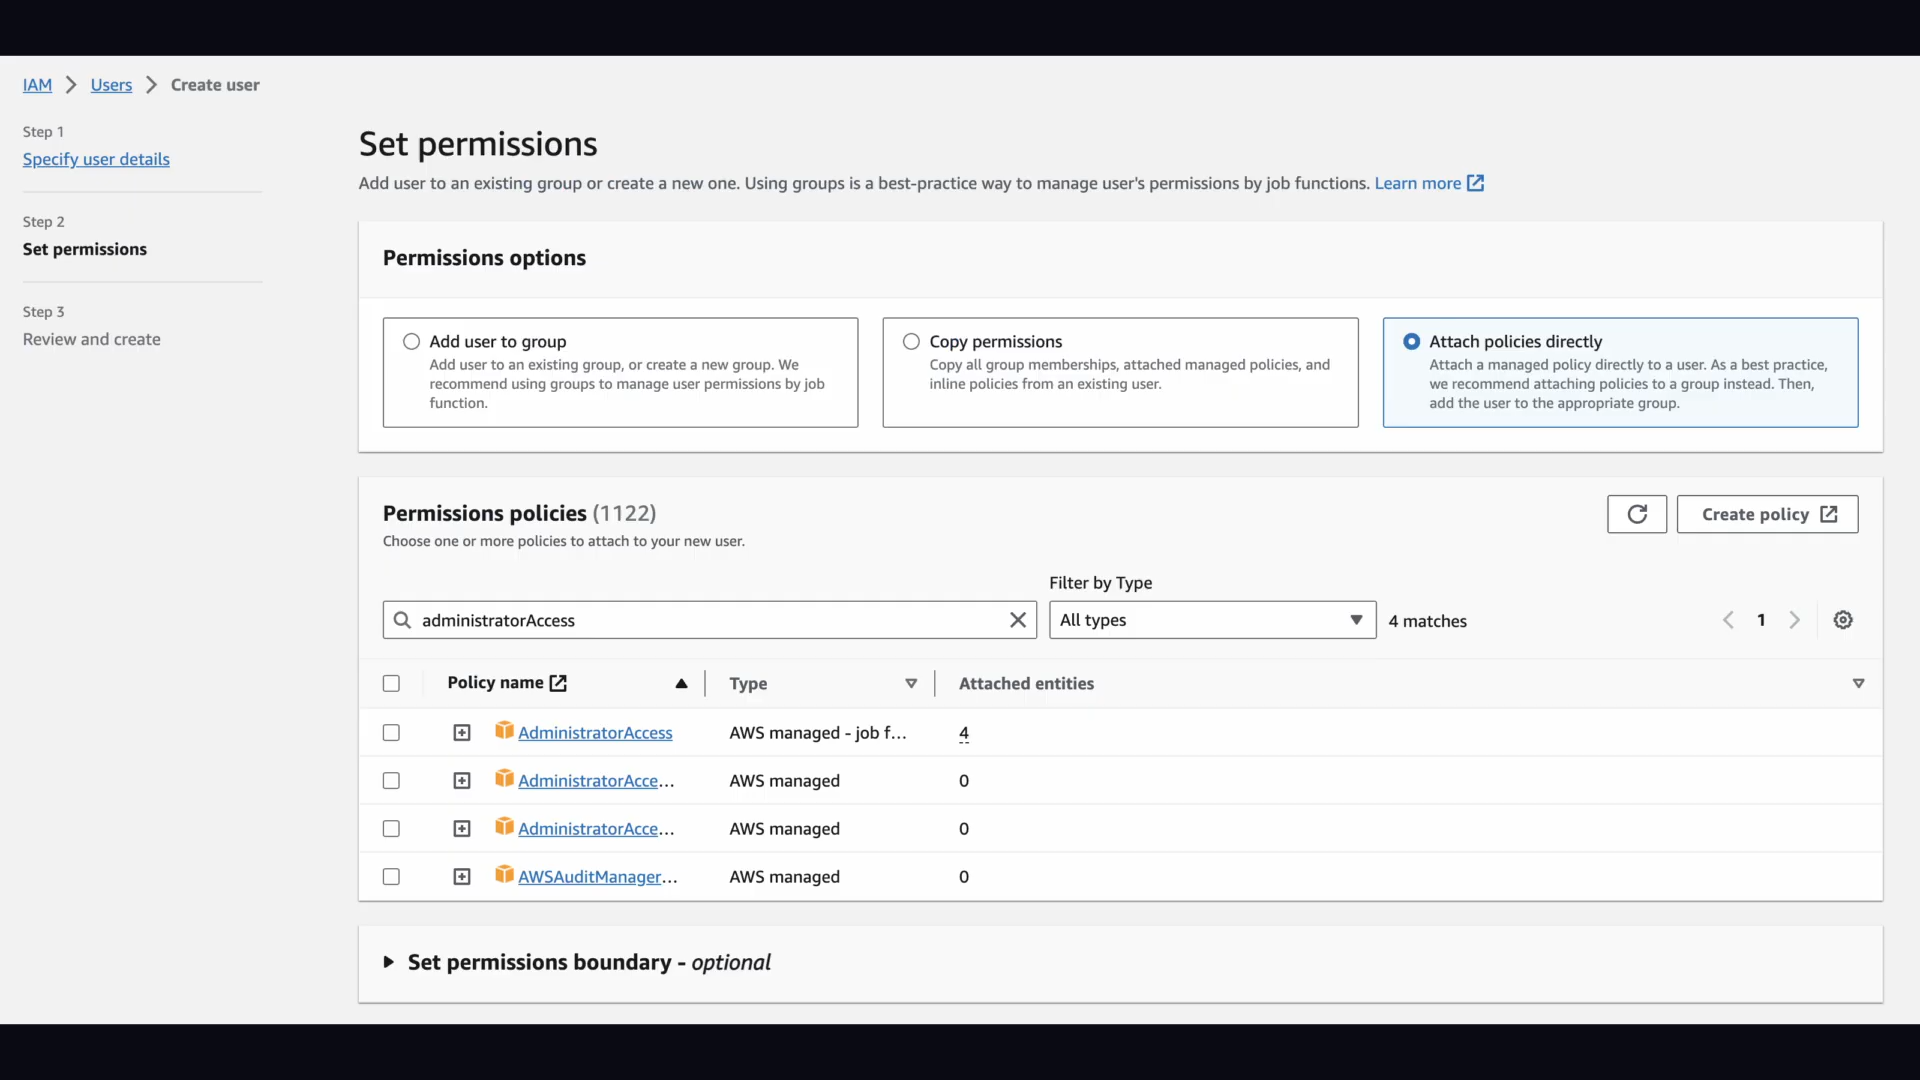 IAM > Users > Create user
Step 1
Specify user details
Step 2
Set permissions
Step 3
Review and create
Set permissions
Add user to an existing group or create a new one. Using groups is a best-practice way to manage user's permissions by job functions. Learn more
Permissions options
Add user to group
Add user to an existing group, or create a new group. We
recommend using groups to manage user permissions by job
function.
Copy permissions
Copy all group memberships, attached managed policies, and
inline policies from an existing user.
Attach policies directly
Attach a managed policy directly to a user. As a best practice,
we recommend attaching policies to a group instead. Then,
add the user to the appropriate group.
Permissions policies (1122)
Choose one or more policies to attach to your new user.
Create policy
Filter by Type
administratorAccess
All types
4 matches
1
Policy name Type Attached entities
AdministratorAccess AWS managed - job f... 4
AdministratorAcce... AWS managed 0
AdministratorAcce... AWS managed 0
AWSAuditManager... AWS managed 0
Set permissions boundary - optional